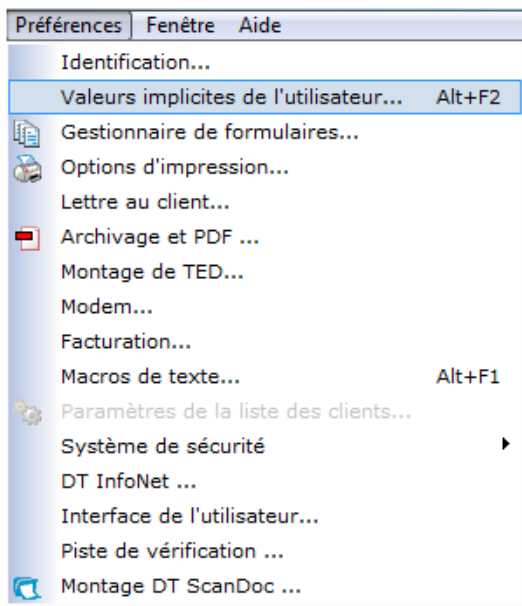 Préférences Fenêtre Aide
Identification...
Valeurs implicites de l'utilisateur... Alt+F2
Gestionnaire de formulaires...
Options d'impression...
Lettre au client...
Archivage et PDF ...
Montage de TED...
Modem...
Facturation...
Macros de texte... Alt+F1
Paramètres de la liste des clients...
Système de sécurité
DT InfoNet ...
Interface de l'utilisateur...
Piste de vérification ...
Montage DT ScanDoc ...